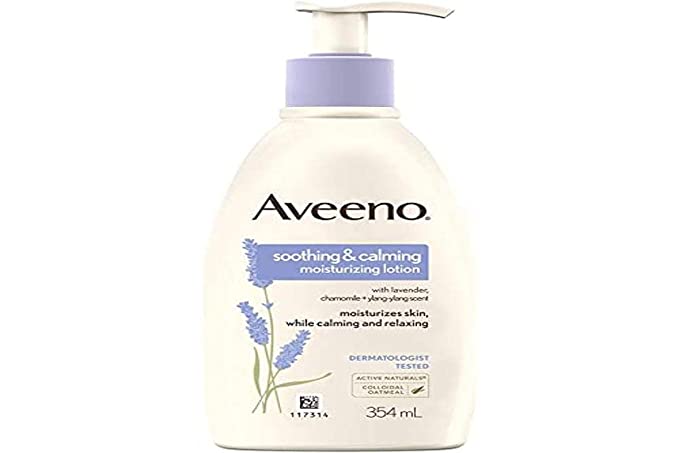 Aveeno®
soothing & calming
moisturizing lotion
with lavender,
chamomile + ylang-ylang scent
moisturizes skin,
while calming and relaxing
DERMATOLOGIST
TESTED
ACTIVE NATURALS®
COLLOIDAL
OATMEAL
117314
354 mL